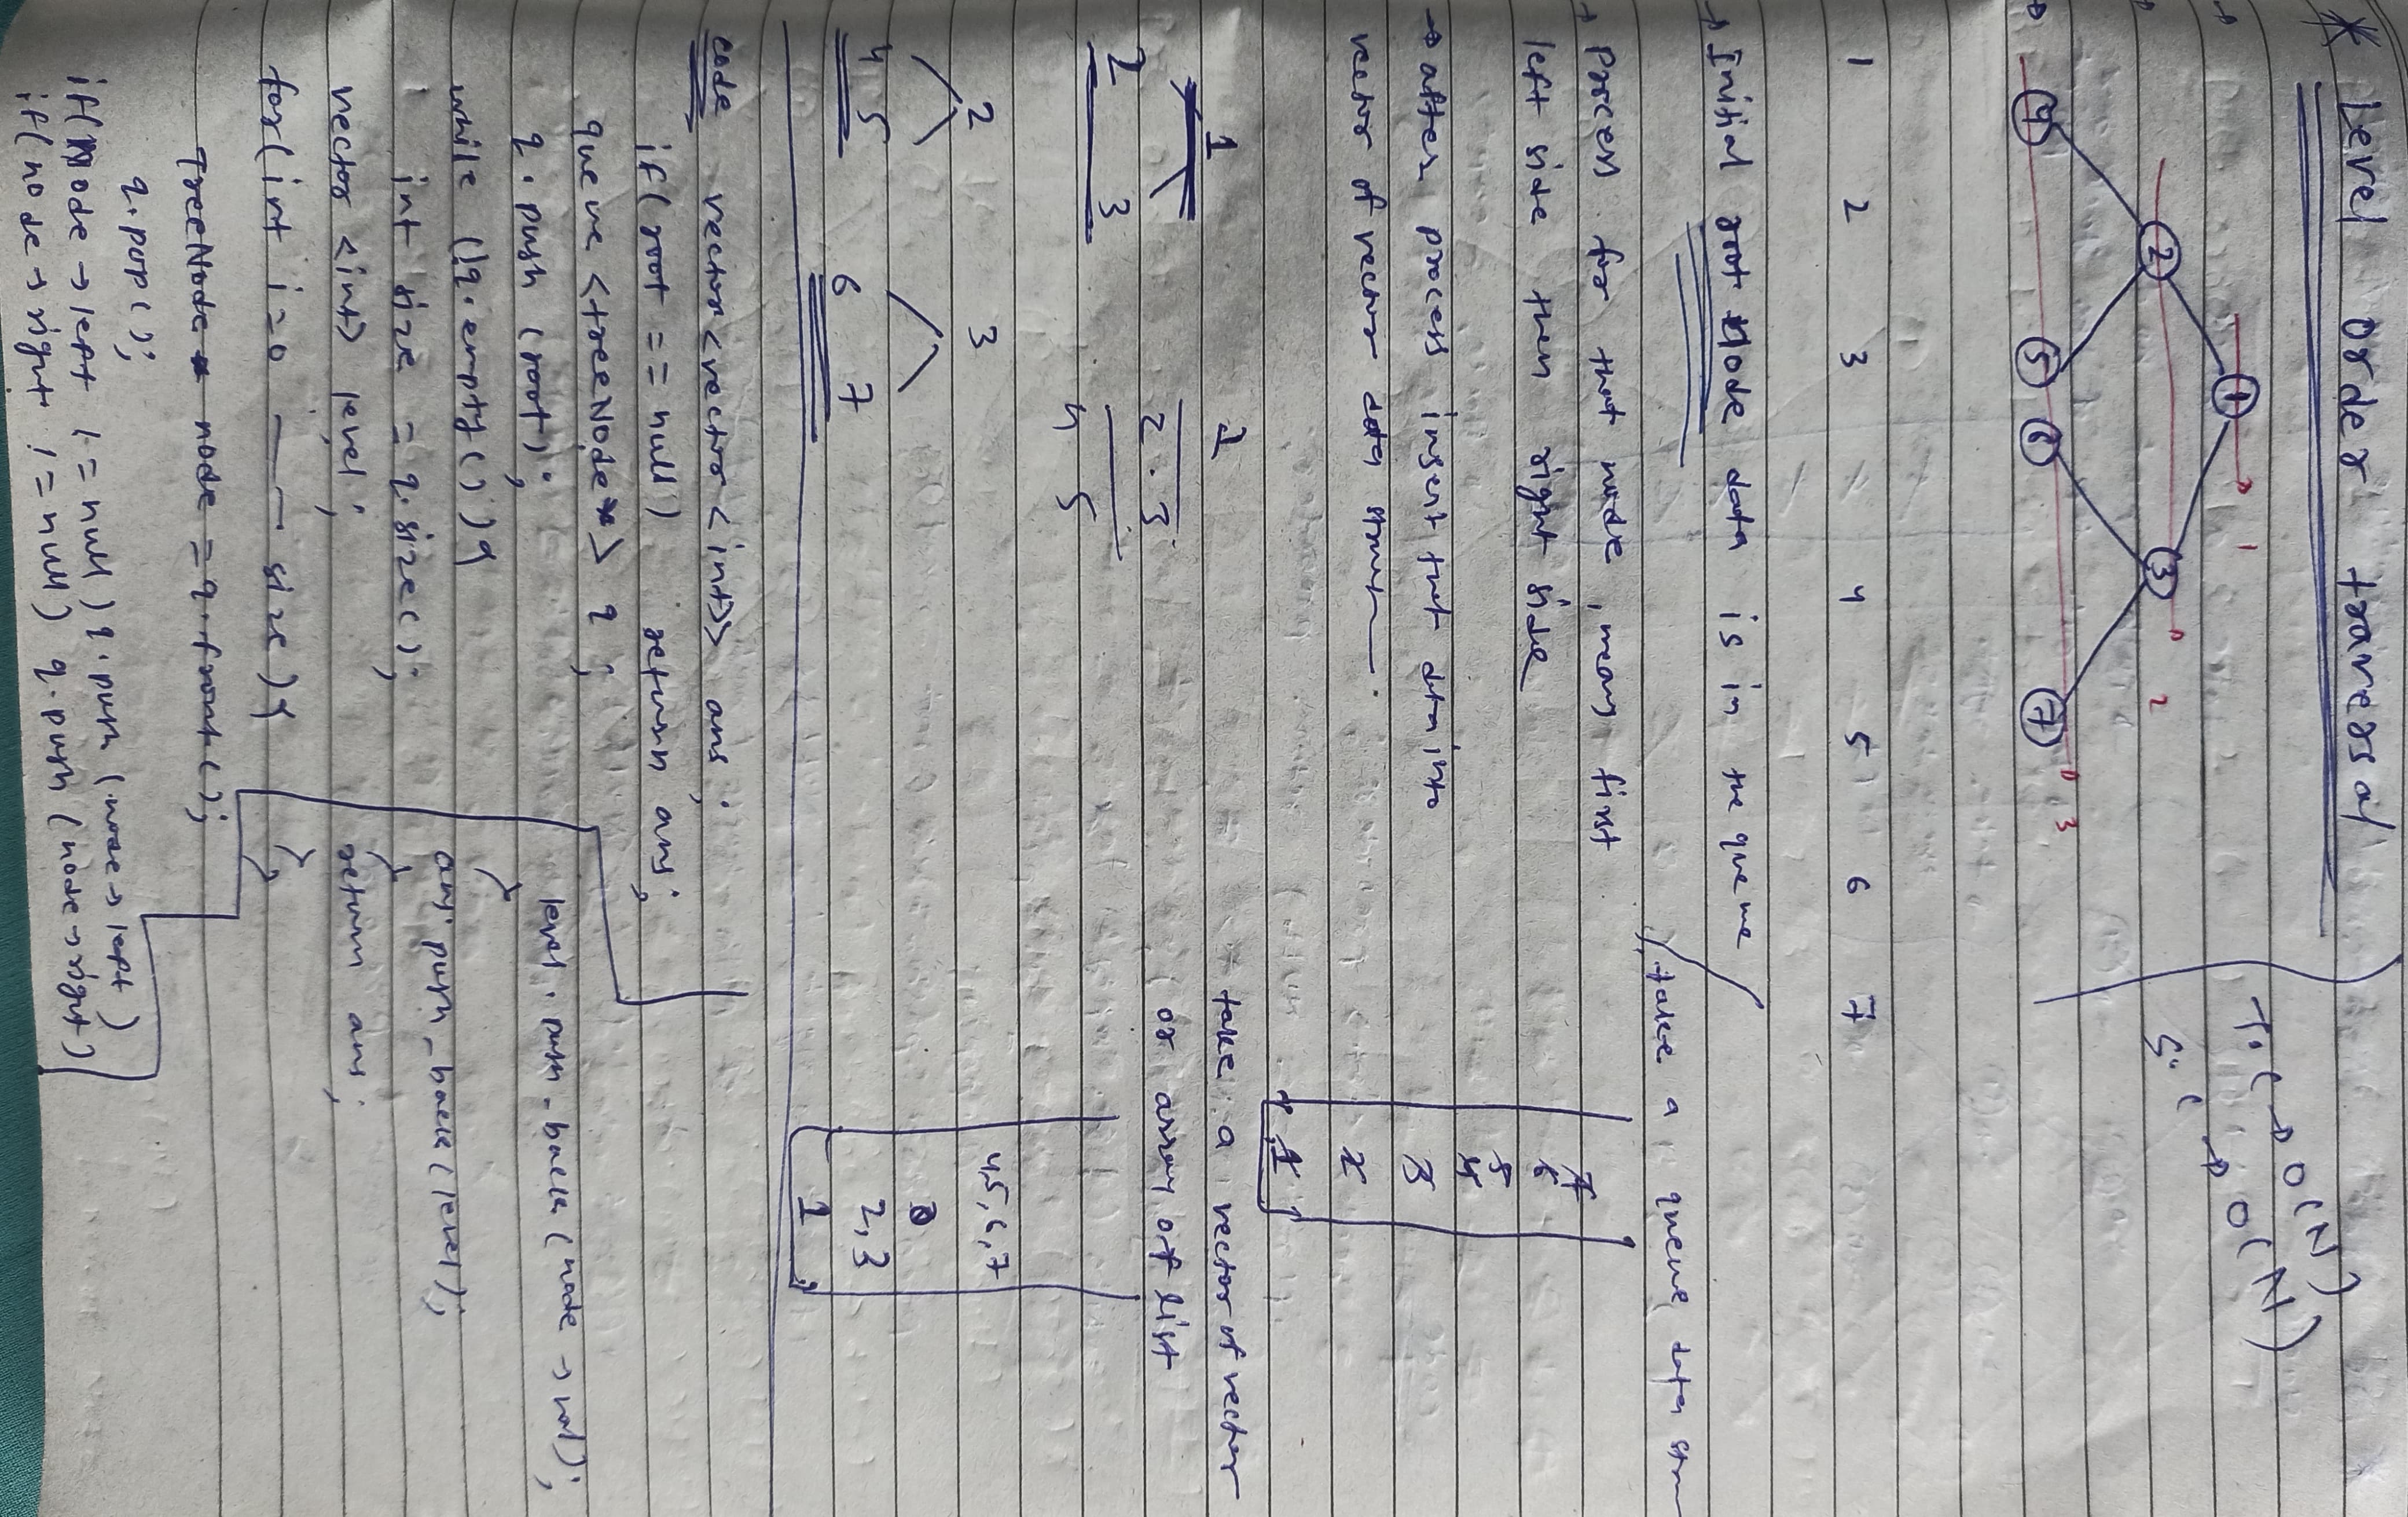 * Level order traversal
T.C → O(N)
S.C → O(N)
1 → 1
2 3 → 2
4 5 6 7 → 3
1 2 3 4 5 6 7
→ Initial root Node data is in the queue
, take a queue data stru
→ Process for that node, mean first
left side then right side
→ after process insert that data into
vector of vector data struct
7
6
5
4
3
2
1
1
2 3
2
2 . 3
4 5
* take a vector of vector
or array of list
2
4 5
3
6 7
4,5,6,7
2,3
1
code vector<vector<int>> ans;
if(root == null) return ans;
queue <treeNode*> q;
q.push (root);
while (!q.empty()){
int size = q.size();
vector <int> level;
for(int i=0 — — size){
TreeNode* node = q.front();
q.pop();
if(Node → left != null) q.push (node → left)
if(node → right != null) q.push (node → right)
level.push_back (node → val);
}
ans.push_back(level);
}
return ans;
}
}